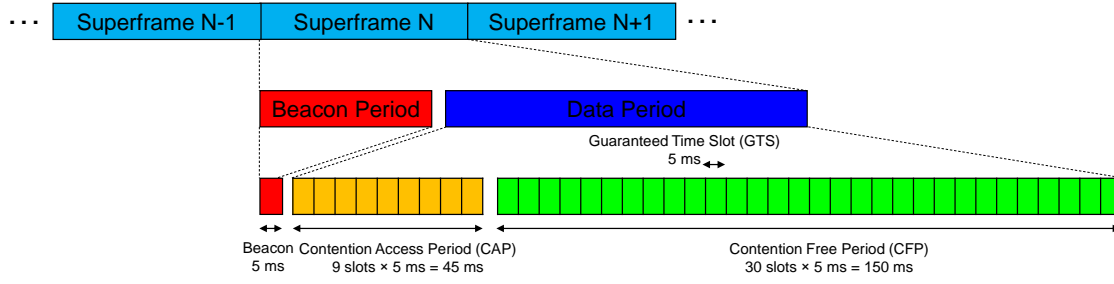 ... Superframe N-1 Superframe N Superframe N+1 ...
Beacon Period Data Period
Guaranteed Time Slot (GTS)
5 ms
Beacon Contention Access Period (CAP) Contention Free Period (CFP)
5 ms 9 slots × 5 ms = 45 ms 30 slots × 5 ms = 150 ms